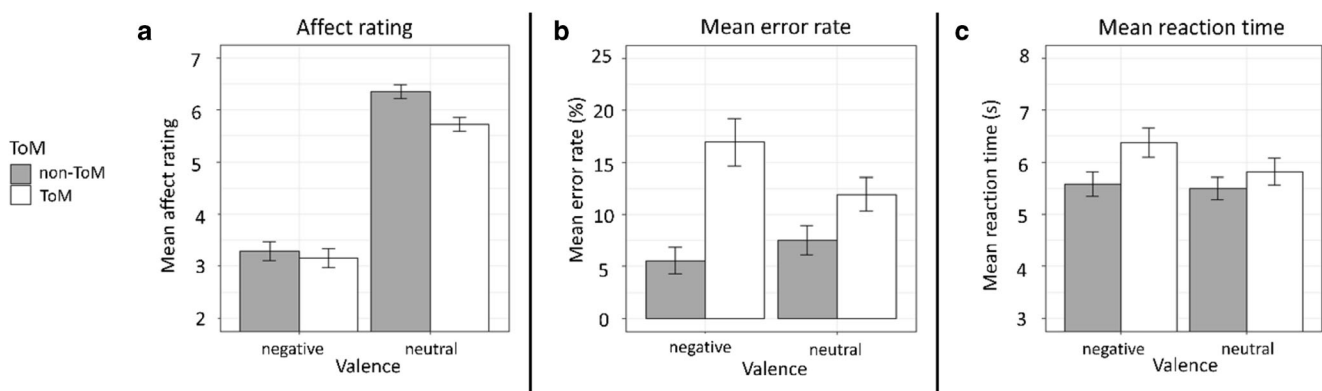 ToM
non-ToM
ToM
a
Affect rating
Mean affect rating
7
6
5
4
3
2
negative
neutral
Valence
b
Mean error rate
Mean error rate (%)
25
20
15
10
5
0
negative
neutral
Valence
c
Mean reaction time
Mean reaction time (s)
8
7
6
5
4
3
negative
neutral
Valence